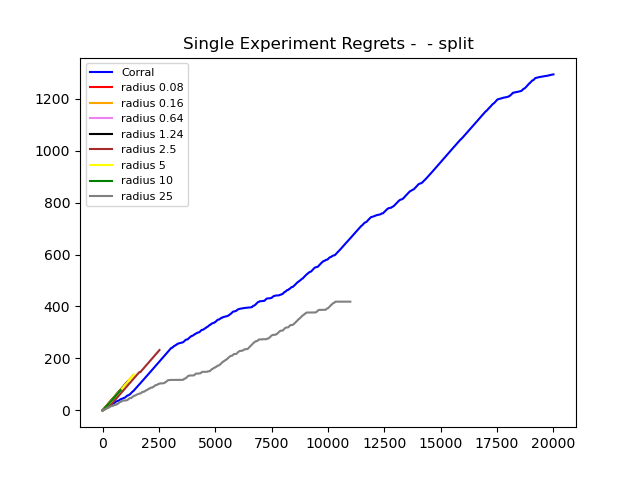 Single Experiment Regrets -  - split
Corral
radius 0.08
radius 0.16
radius 0.64
radius 1.24
radius 2.5
radius 5
radius 10
radius 25
1200
1000
800
600
400
200
0
0 2500 5000 7500 10000 12500 15000 17500 20000